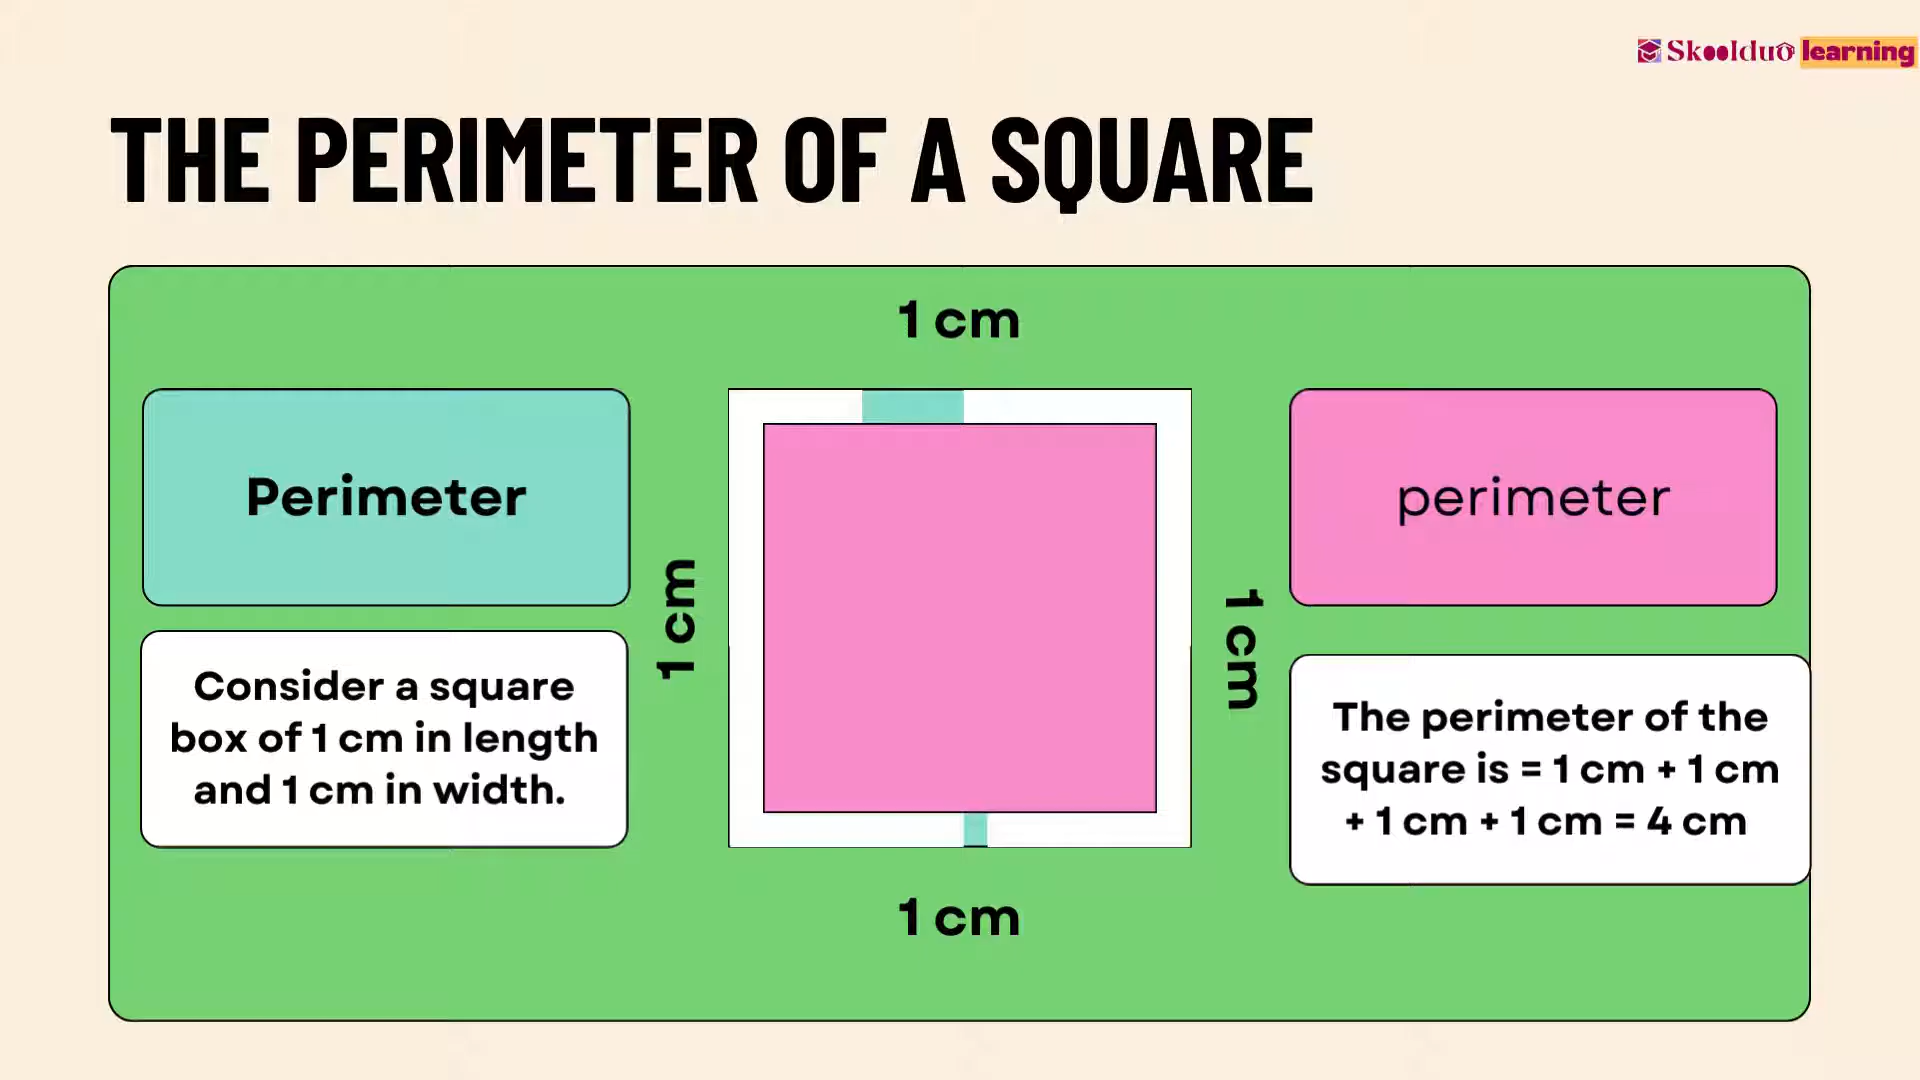 Skoolduo learning
THE PERIMETER OF A SQUARE
1 cm
Perimeter
perimeter
1 cm
1 cm
Consider a square
box of 1 cm in length
and 1 cm in width.
The perimeter of the
square is = 1 cm + 1 cm
+ 1 cm + 1 cm = 4 cm
1 cm